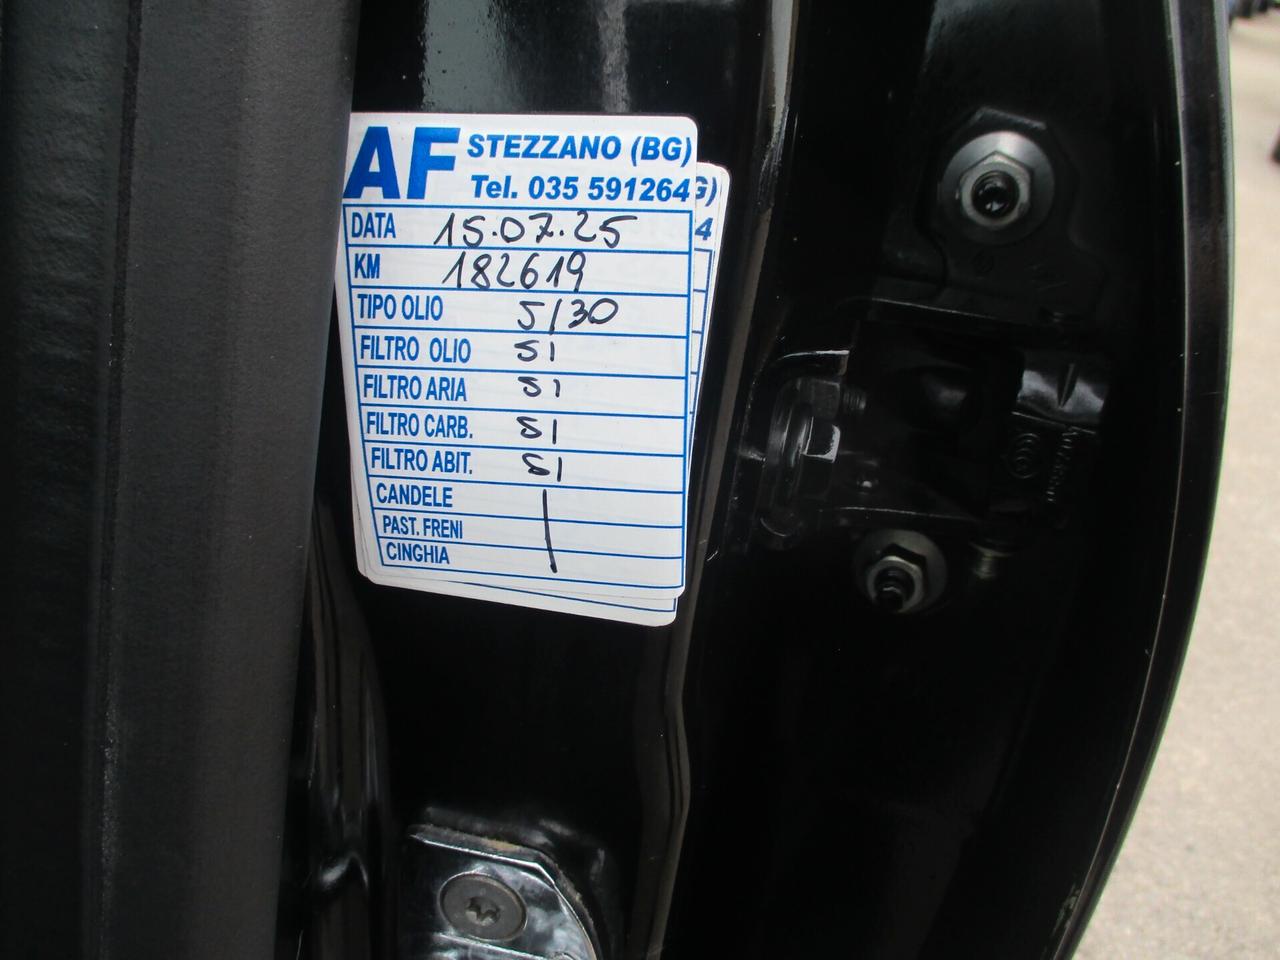 AF STEZZANO (BG)
Tel. 035 591264
G)
4
DATA 15.07.25
KM 182619
TIPO OLIO 5/30
FILTRO OLIO SI
FILTRO ARIA SI
FILTRO CARB. SI
FILTRO ABIT. SI
CANDELE
PAST. FRENI
CINGHIA